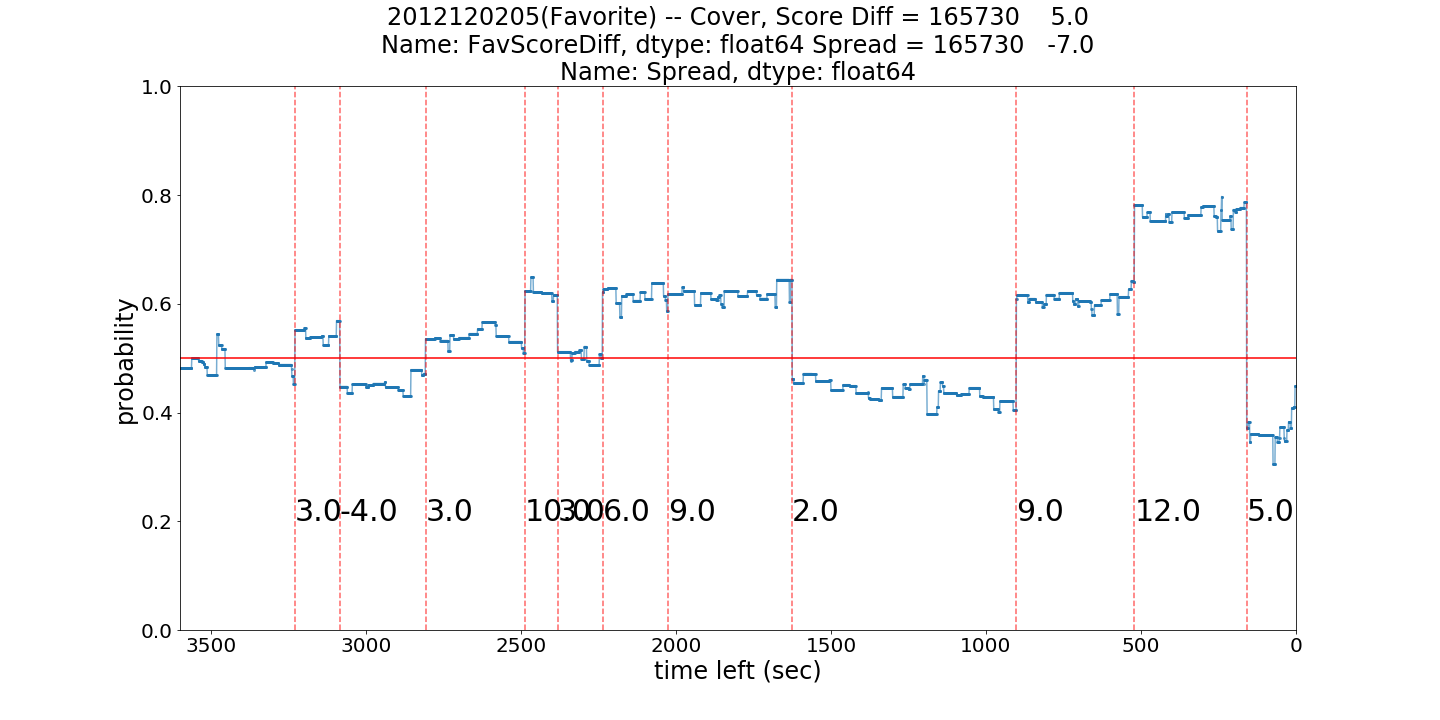 2012120205(Favorite) -- Cover, Score Diff = 165730    5.0
Name: FavScoreDiff, dtype: float64 Spread = 165730   -7.0
Name: Spread, dtype: float64
1.0
0.8
0.6
0.4
0.2
0.0
probability
3.0 -4.0 3.0 10.0 3.0 6.0 9.0 2.0 9.0 12.0 5.0
3500 3000 2500 2000 1500 1000 500 0
time left (sec)